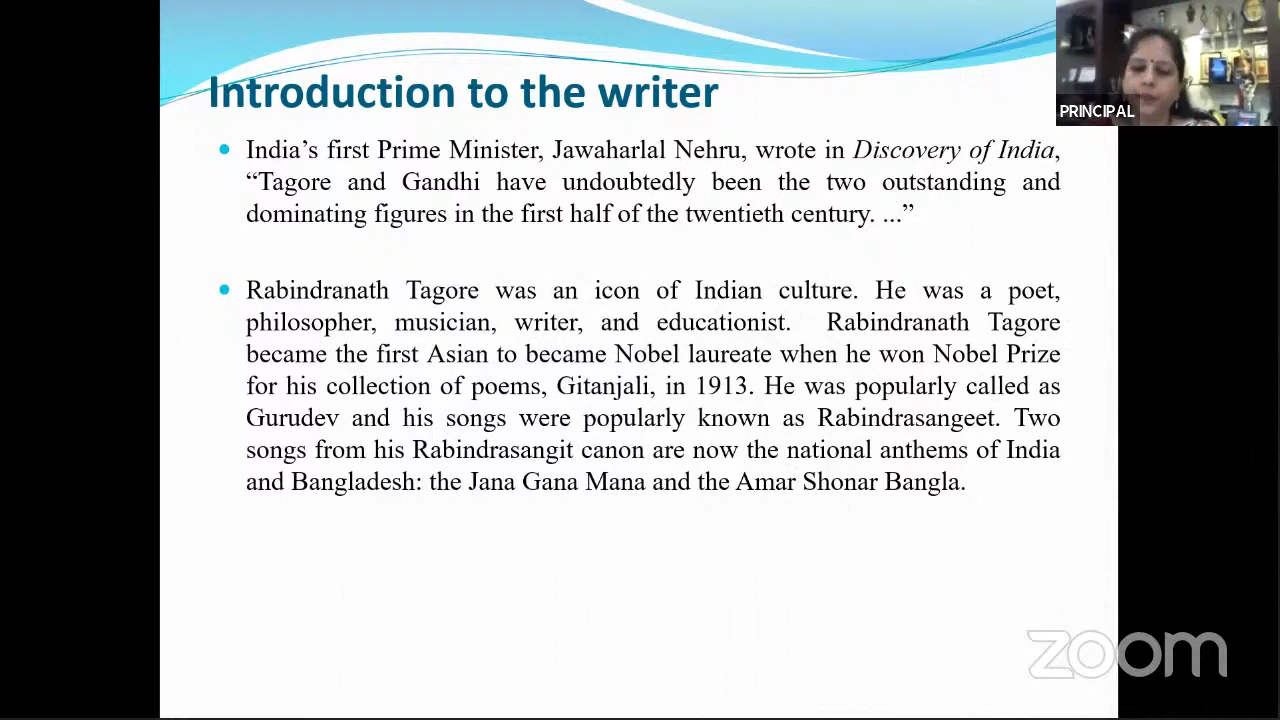 Introduction to the writer
PRINCIPAL
• India’s first Prime Minister, Jawaharlal Nehru, wrote in Discovery of India,
“Tagore and Gandhi have undoubtedly been the two outstanding and
dominating figures in the first half of the twentieth century. ...”
• Rabindranath Tagore was an icon of Indian culture. He was a poet,
philosopher, musician, writer, and educationist. Rabindranath Tagore
became the first Asian to became Nobel laureate when he won Nobel Prize
for his collection of poems, Gitanjali, in 1913. He was popularly called as
Gurudev and his songs were popularly known as Rabindrasangeet. Two
songs from his Rabindrasangit canon are now the national anthems of India
and Bangladesh: the Jana Gana Mana and the Amar Shonar Bangla.
zoom